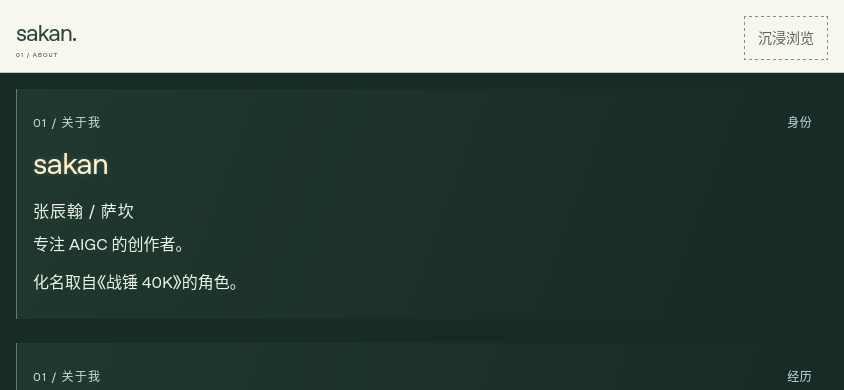 sakan.
01 / ABOUT
沉浸浏览
01 / 关于我
身份
sakan
张辰翰 / 萨坎
专注 AIGC 的创作者。
化名取自《战锤 40K》的角色。
01 / 关于我
经历